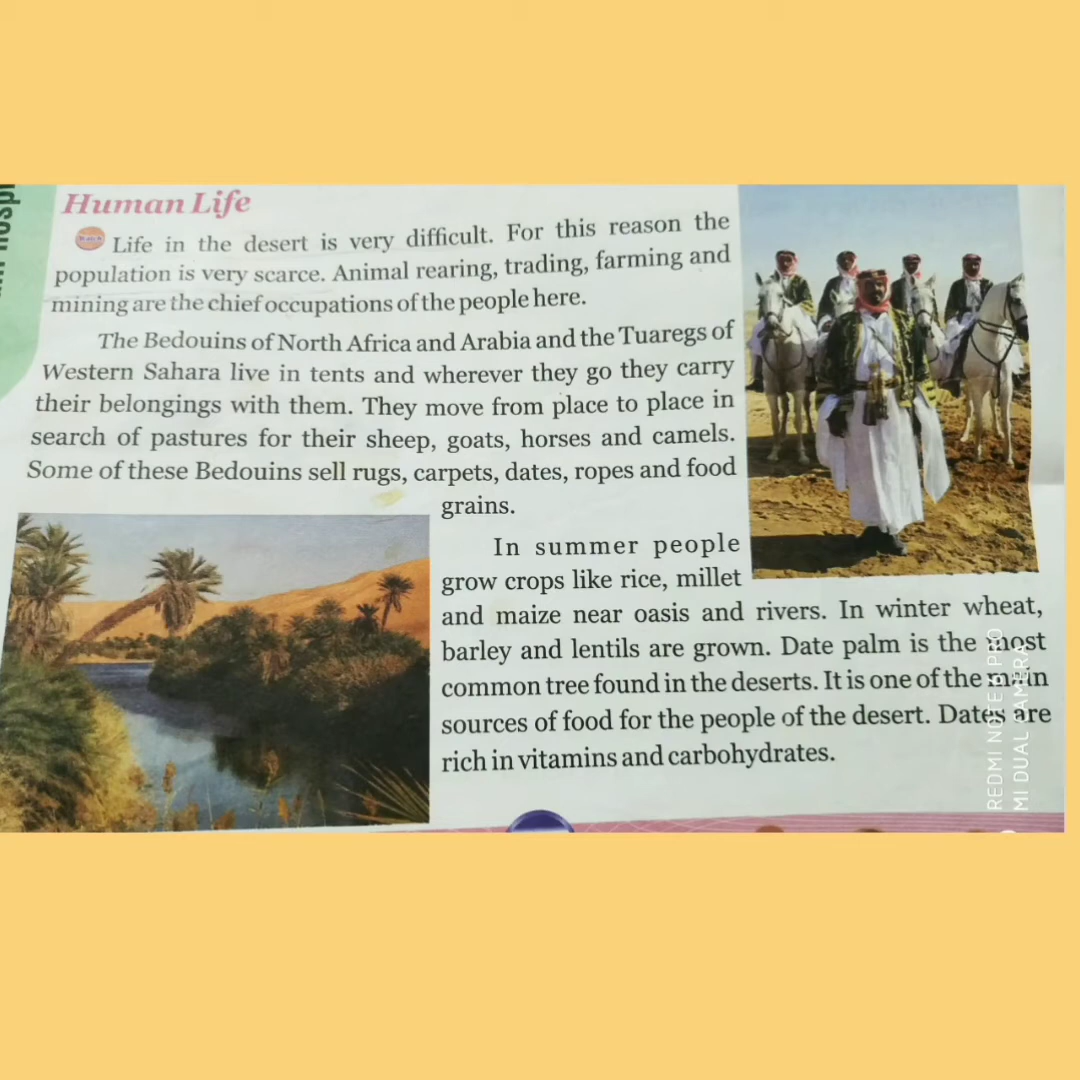 Human Life
Life in the desert is very difficult. For this reason the
population is very scarce. Animal rearing, trading, farming and
mining are the chief occupations of the people here.
The Bedouins of North Africa and Arabia and the Tuaregs of
Western Sahara live in tents and wherever they go they carry
their belongings with them. They move from place to place in
search of pastures for their sheep, goats, horses and camels.
Some of these Bedouins sell rugs, carpets, dates, ropes and food
grains.
In summer people
grow crops like rice, millet
and maize near oasis and rivers. In winter wheat,
barley and lentils are grown. Date palm is the most
common tree found in the deserts. It is one of the main
sources of food for the people of the desert. Dates are
rich in vitamins and carbohydrates.
REDMI NOTE 6 PRO
MI DUAL CAMERA